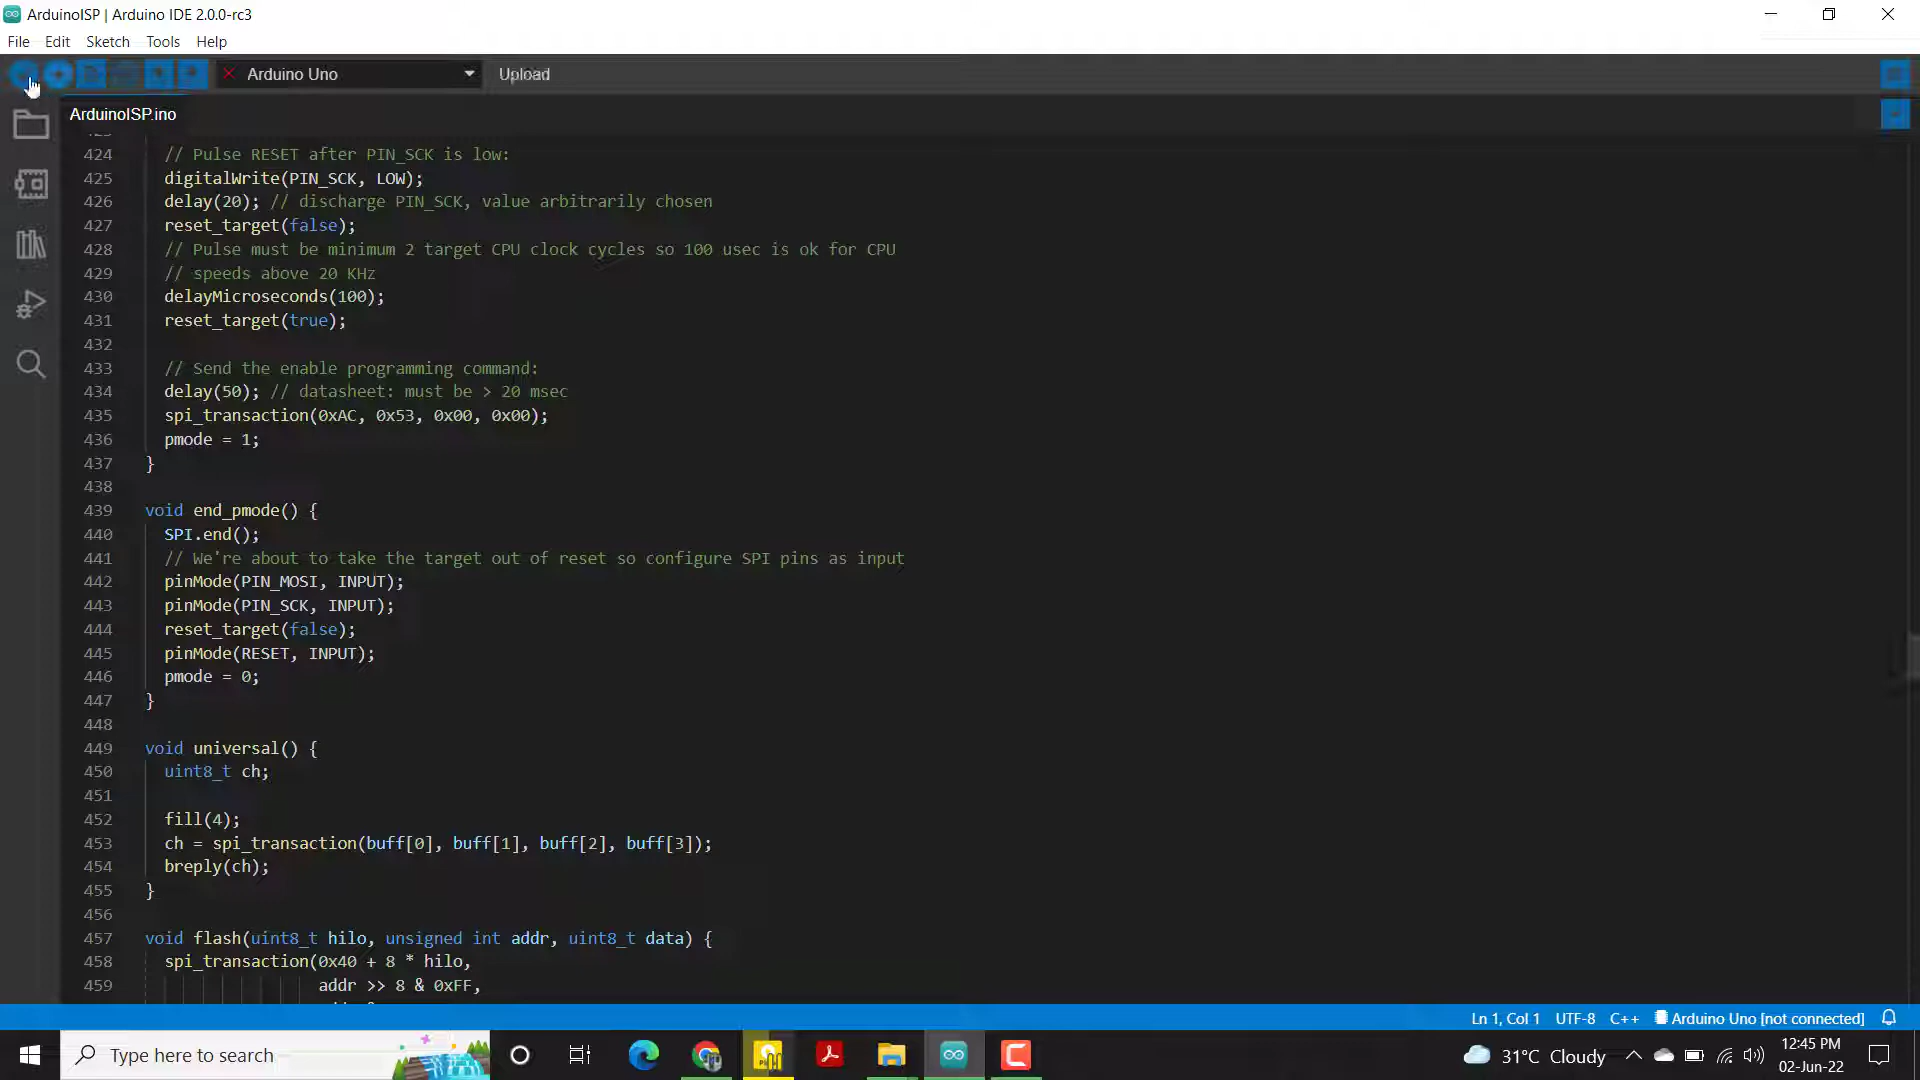 ArduinoISP | Arduino IDE 2.0.0-rc3
File Edit Sketch Tools Help
Arduino Uno Upload
ArduinoISP.ino
424 // Pulse RESET after PIN_SCK is low:
425 digitalWrite(PIN_SCK, LOW);
426 delay(20); // discharge PIN_SCK, value arbitrarily chosen
427 reset_target(false);
428 // Pulse must be minimum 2 target CPU clock cycles so 100 usec is ok for CPU
429 // speeds above 20 KHz
430 delayMicroseconds(100);
431 reset_target(true);
432
433 // Send the enable programming command:
434 delay(50); // datasheet: must be > 20 msec
435 spi_transaction(0xAC, 0x53, 0x00, 0x00);
436 pmode = 1;
437 }
438
439 void end_pmode() {
440 SPI.end();
441 // We're about to take the target out of reset so configure SPI pins as input
442 pinMode(PIN_MOSI, INPUT);
443 pinMode(PIN_SCK, INPUT);
444 reset_target(false);
445 pinMode(RESET, INPUT);
446 pmode = 0;
447 }
448
449 void universal() {
450 uint8_t ch;
451
452 fill(4);
453 ch = spi_transaction(buff[0], buff[1], buff[2], buff[3]);
454 breply(ch);
455 }
456
457 void flash(uint8_t hilo, unsigned int addr, uint8_t data) {
458 spi_transaction(0x40 + 8 * hilo,
459 addr >> 8 & 0xFF,
Ln 1, Col 1 UTF-8 C++ Arduino Uno [not connected]
Type here to search
31°C Cloudy
12:45 PM
02-Jun-22